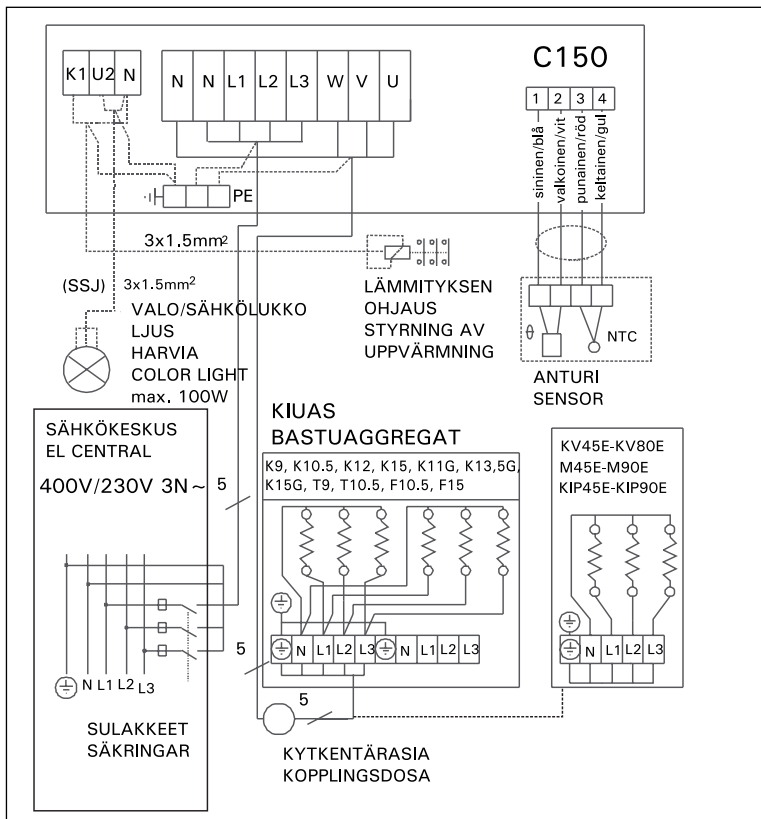 C150
K1 U2 N
N N L1 L2 L3 W V U
1 2 3 4
sininen/blå
valkoinen/vit
punainen/röd
keltainen/gul
PE
3x1.5mm²
(SSJ) 3x1.5mm²
VALO/SÄHKÖLUKKO
LJUS
HARVIA
COLOR LIGHT
max. 100W
LÄMMITYKSEN
OHJAUS
STYRNING AV
UPPVÄRMNING
θ
NTC
ANTURI
SENSOR
SÄHKÖKESKUS
EL CENTRAL
400V/230V 3N~
5
N L1 L2 L3
SULAKKEET
SÄKRINGAR
KIUAS
BASTUAGGREGAT
K9, K10.5, K12, K15, K11G, K13,5G,
K15G, T9, T10.5, F10.5, F15
N L1 L2 L3 N L1 L2 L3
5
5
KYTKENTÄRASIA
KOPPLINGSDOSA
KV45E-KV80E
M45E-M90E
KIP45E-KIP90E
N L1 L2 L3